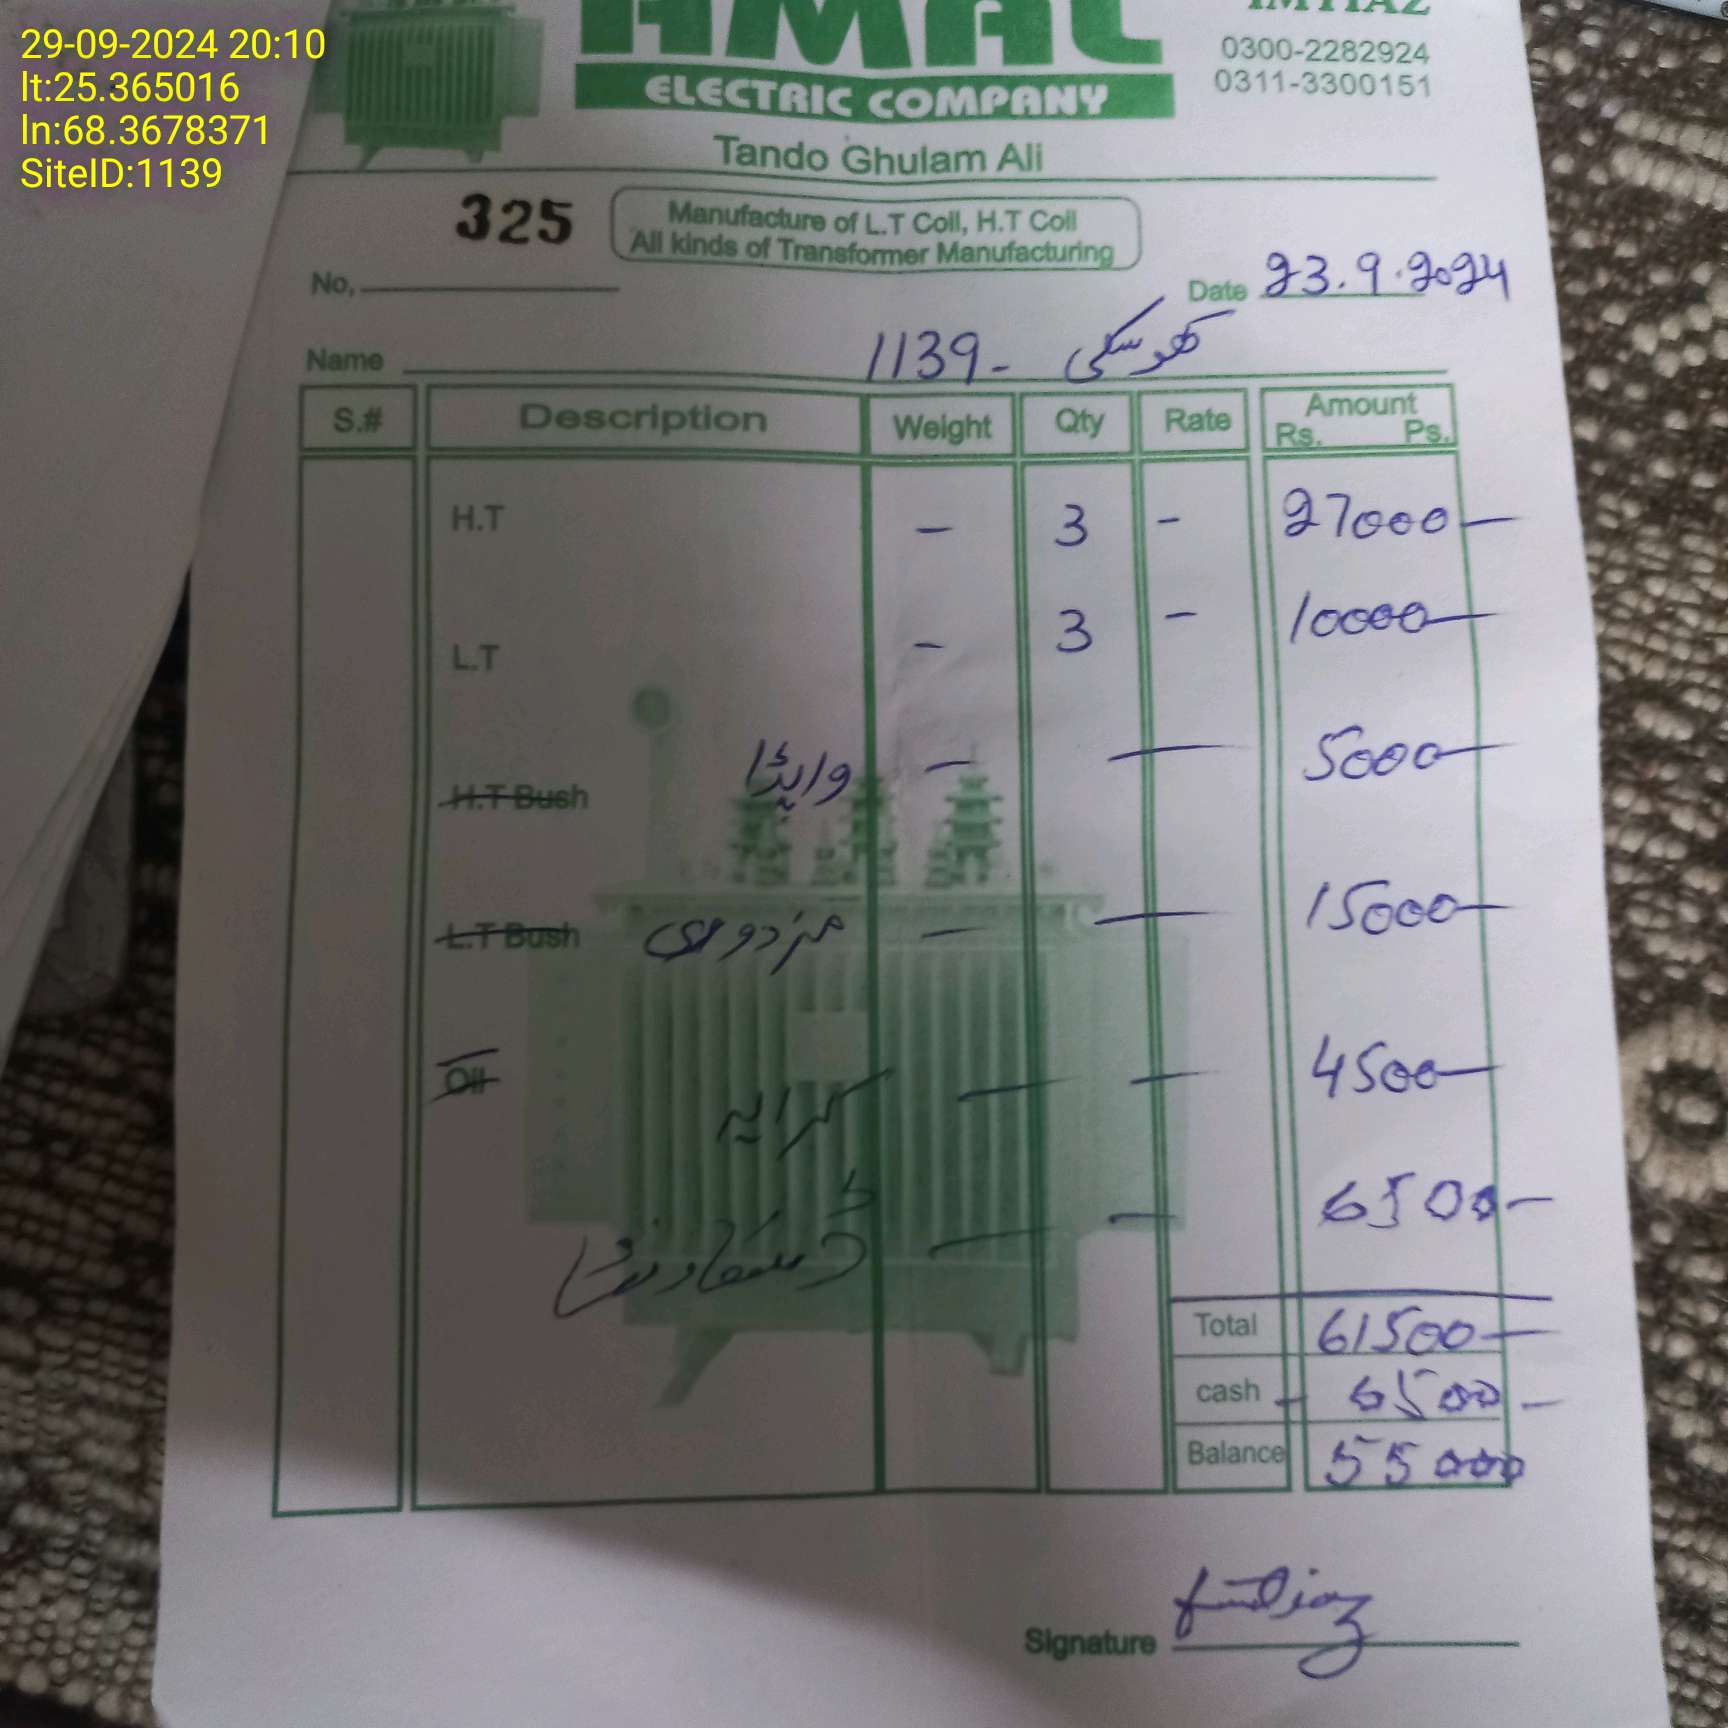 29-09-2024 20:10
lt:25.365016
ln:68.3678371
SiteID:1139
AMAL
ELECTRIC COMPANY
IMTIAZ
0300-2282924
0311-3300151
Tando Ghulam Ali
325
Manufacture of L.T Coil, H.T Coil
All kinds of Transformer Manufacturing
No,
Date 23.9.2024
Name 1139-
S.# Description Weight Qty Rate Amount
Rs. Ps.
H.T - 3 - 27000
L.T - 3 - 10000
H.T Bush واپڈا - - 5000
L.T Bush مزدوری - - 15000
Oil کرایہ - - 4500
- - 6500-
Total 61500
cash - 6500 -
Balance 55000
Signature Imtiaz